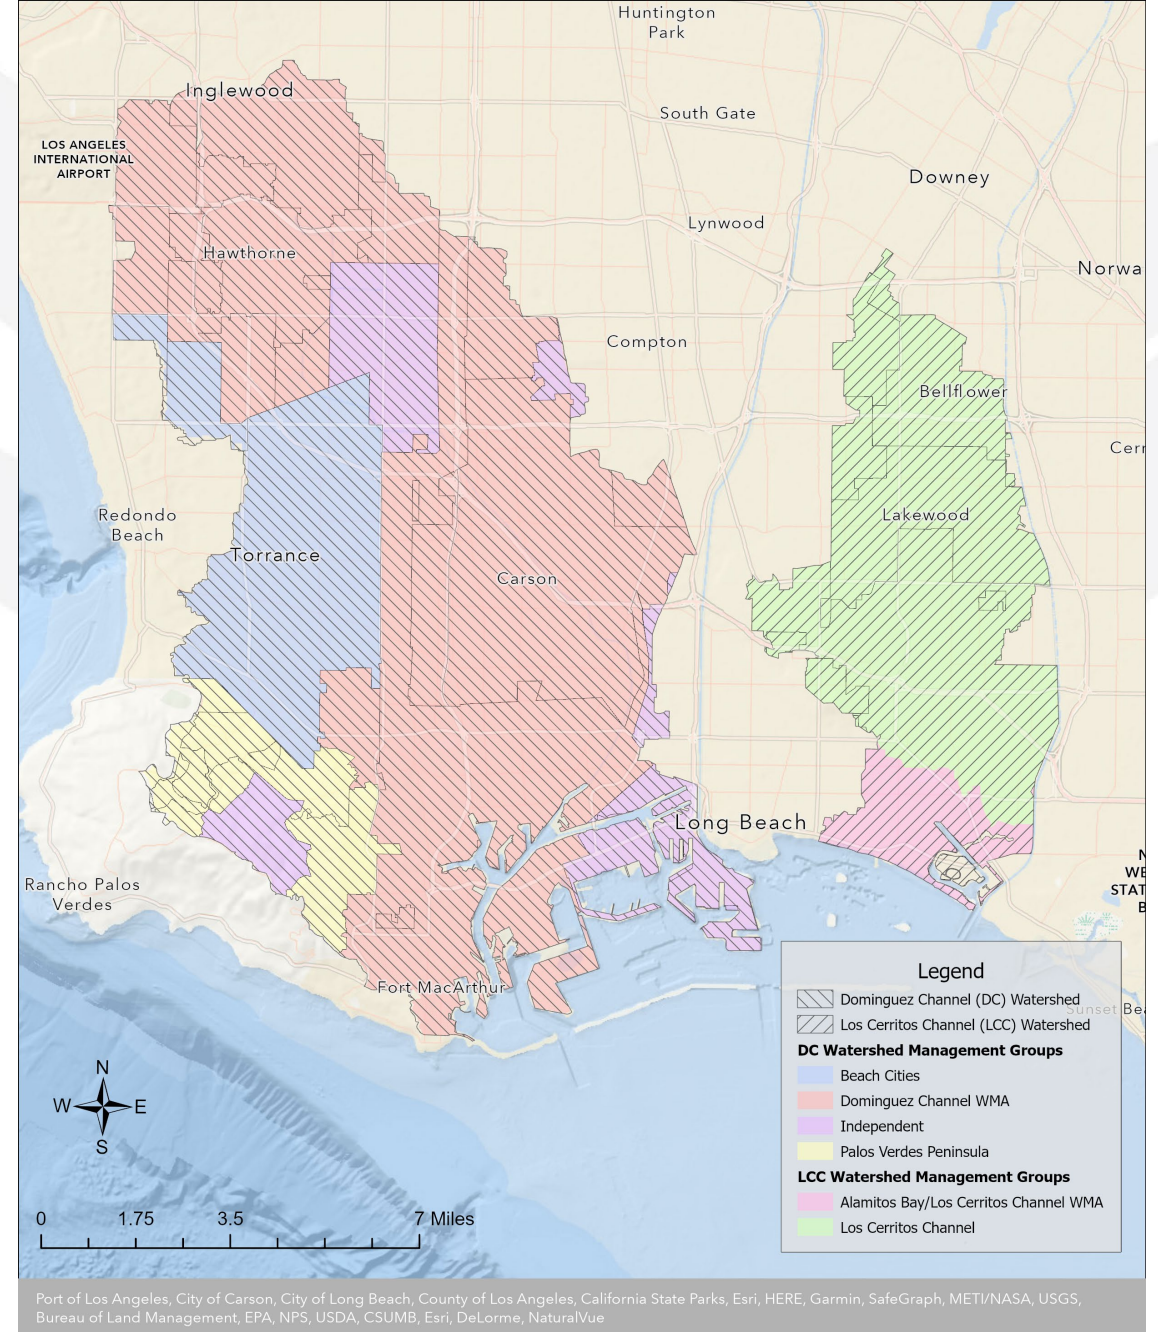 Huntington
Park
Inglewood
South Gate
LOS ANGELES
INTERNATIONAL
AIRPORT
Downey
Lynwood
Hawthorne
Norwa
Compton
Bellflower
Cerr
Redondo
Beach
Lakewood
Torrance
Carson
Long Beach
Rancho Palos
Verdes
N
WE
STAT
B
Fort MacArthur
Sunset Bea
Legend
Dominguez Channel (DC) Watershed
Los Cerritos Channel (LCC) Watershed
DC Watershed Management Groups
Beach Cities
Dominguez Channel WMA
Independent
Palos Verdes Peninsula
LCC Watershed Management Groups
Alamitos Bay/Los Cerritos Channel WMA
Los Cerritos Channel
N
W E
S
0 1.75 3.5 7 Miles
Port of Los Angeles, City of Carson, City of Long Beach, County of Los Angeles, California State Parks, Esri, HERE, Garmin, SafeGraph, METI/NASA, USGS,
Bureau of Land Management, EPA, NPS, USDA, CSUMB, Esri, DeLorme, NaturalVue